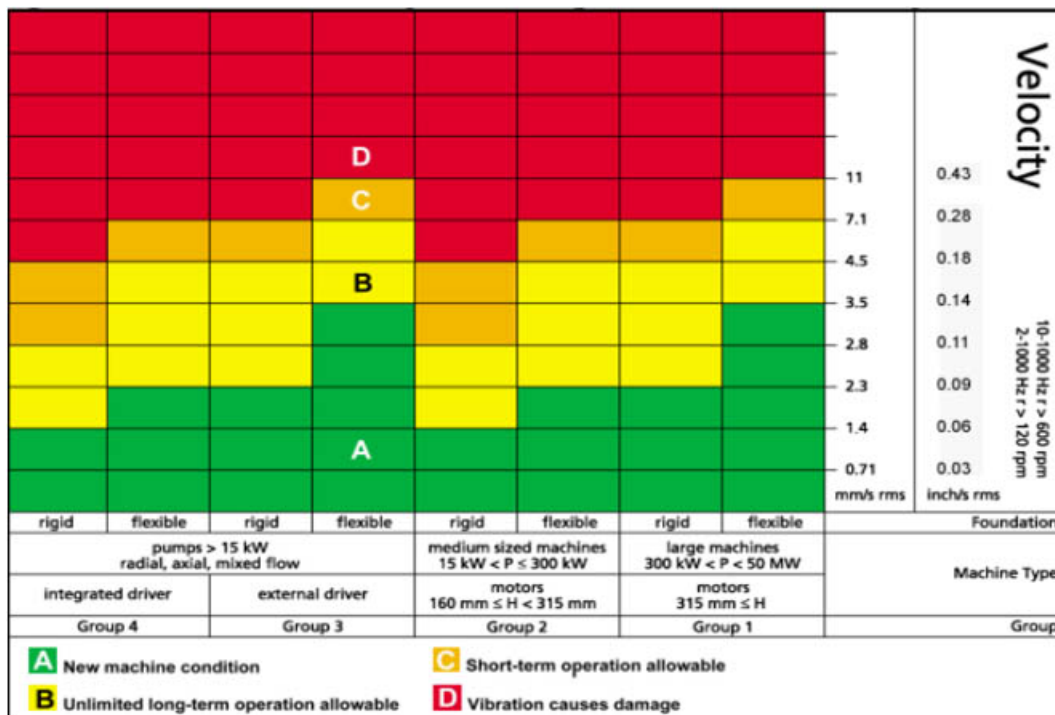 Velocity
D
C
B
A
11
7.1
4.5
3.5
2.8
2.3
1.4
0.71
mm/s rms
0.43
0.28
0.18
0.14
0.11
0.09
0.06
0.03
inch/s rms
10-1000 Hz r > 600 rpm
2-1000 Hz r > 120 rpm
rigid flexible rigid flexible rigid flexible rigid flexible Foundation
pumps > 15 kW
radial, axial, mixed flow
medium sized machines
15 kW < P ≤ 300 kW
large machines
300 kW < P < 50 MW
Machine Type
integrated driver
external driver
motors
160 mm ≤ H < 315 mm
motors
315 mm ≤ H
Group 4 Group 3 Group 2 Group 1 Group
A New machine condition
B Unlimited long-term operation allowable
C Short-term operation allowable
D Vibration causes damage